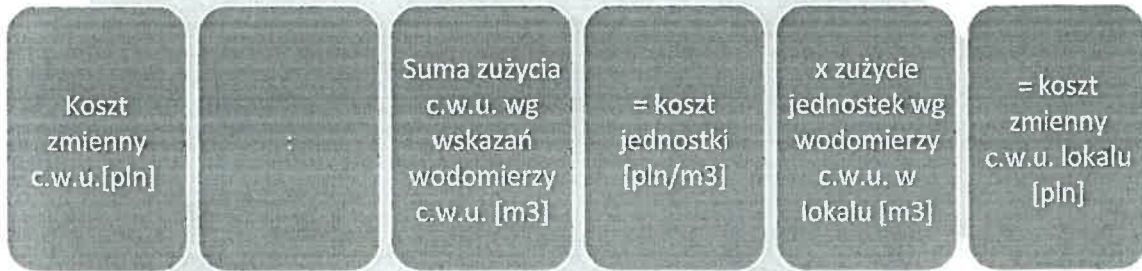 Koszt
zmienny
c.w.u.[pln]
:
Suma zużycia
c.w.u. wg
wskazań
wodomierzy
c.w.u. [m3]
= koszt
jednostki
[pln/m3]
x zużycie
jednostek wg
wodomierzy
c.w.u. w
lokalu [m3]
= koszt
zmienny
c.w.u. lokalu
[pln]